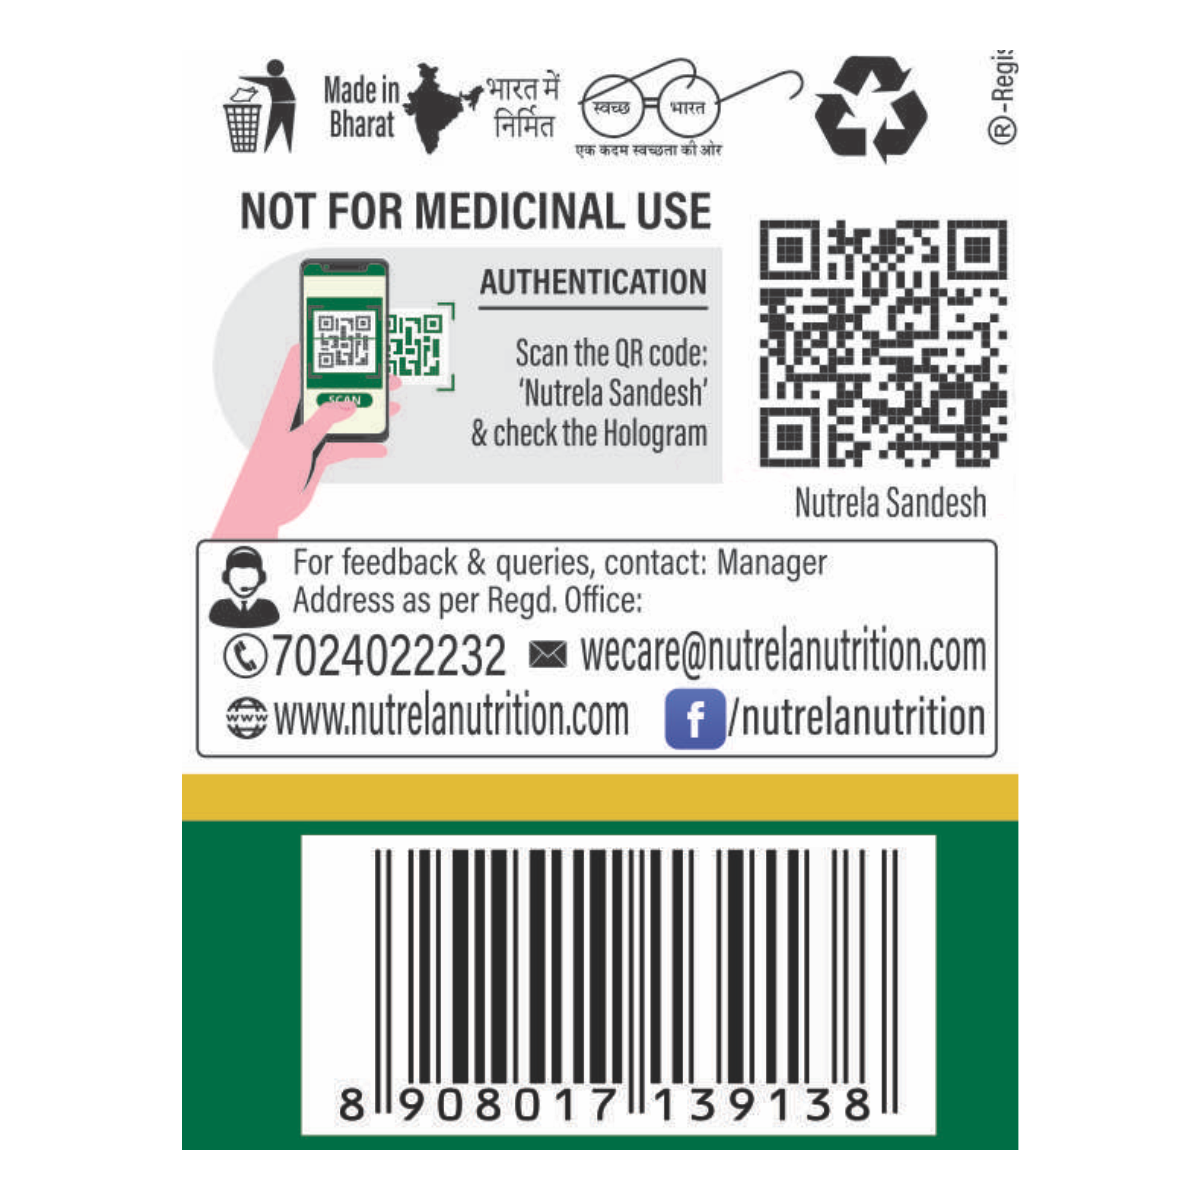 Made in
Bharat
भारत में
निर्मित
स्वच्छ
भारत
एक कदम स्वच्छता की ओर
®-Regis
NOT FOR MEDICINAL USE
AUTHENTICATION
Scan the QR code:
'Nutrela Sandesh'
& check the Hologram
SCAN
Nutrela Sandesh
For feedback & queries, contact: Manager
Address as per Regd. Office:
7024022232 wecare@nutrelanutrition.com
www www.nutrelanutrition.com f /nutrelanutrition
8 908017 139138